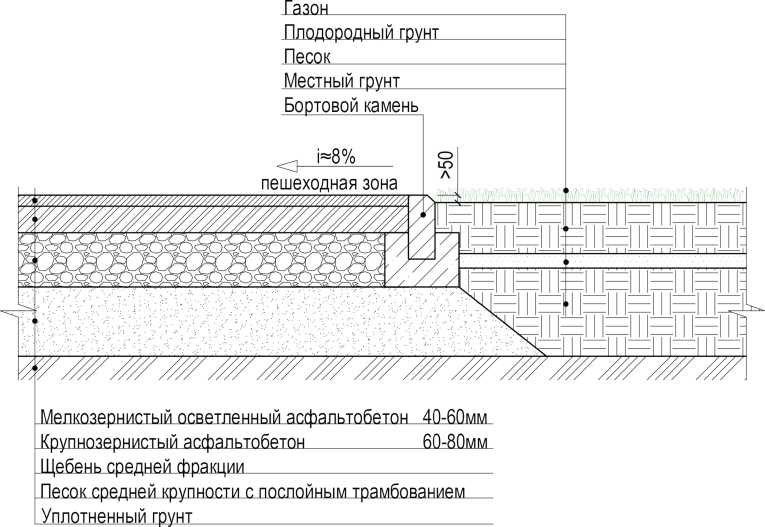 Газон
Плодородный грунт
Песок
Местный грунт
Бортовой камень
i≈8%
пешеходная зона
>50
Мелкозернистый осветленный асфальтобетон 40-60мм
Крупнозернистый асфальтобетон 60-80мм
Щебень средней фракции
Песок средней крупности с послойным трамбованием
Уплотненный грунт